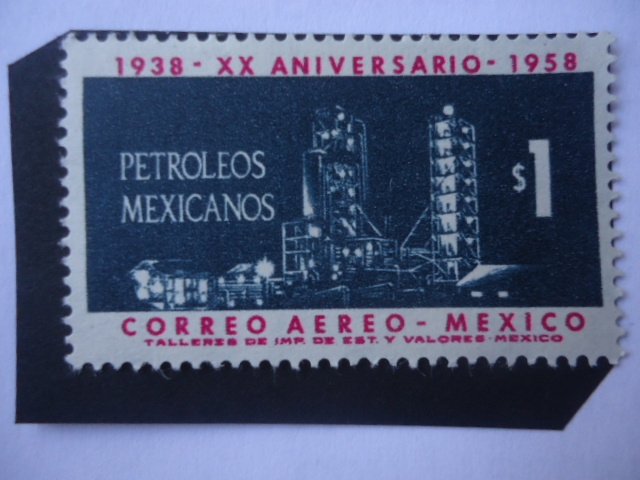 1938 - XX ANIVERSARIO - 1958
PETROLEOS
MEXICANOS
$1
CORREO AEREO - MEXICO
TALLERES DE IMP. DE EST. Y VALORES-MEXICO